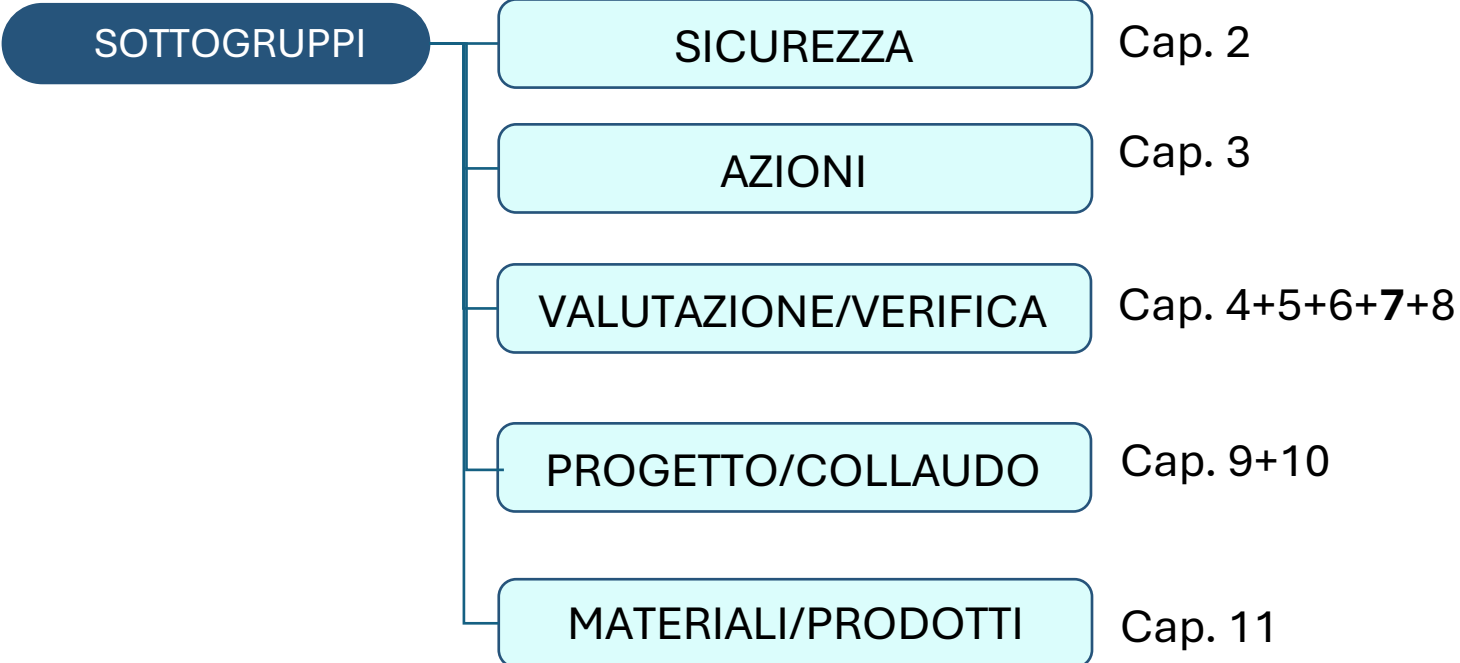 SOTTOGRUPPI
SICUREZZA
Cap. 2
AZIONI
Cap. 3
VALUTAZIONE/VERIFICA
Cap. 4+5+6+7+8
PROGETTO/COLLAUDO
Cap. 9+10
MATERIALI/PRODOTTI
Cap. 11